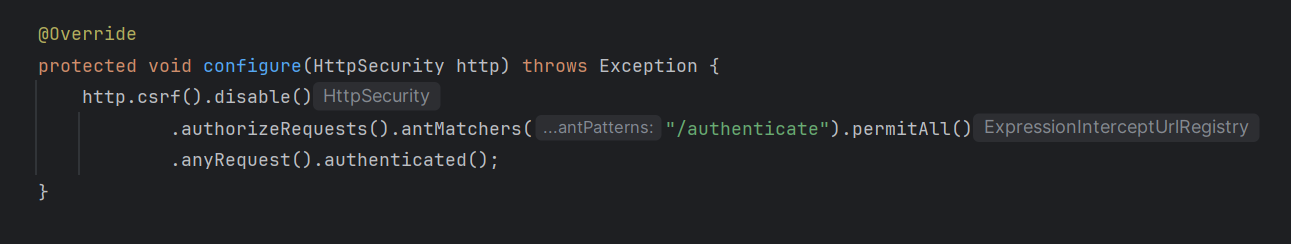 @Override
protected void configure(HttpSecurity http) throws Exception {
http.csrf().disable() HttpSecurity
.authorizeRequests().antMatchers( ...antPatterns: "/authenticate").permitAll() ExpressionInterceptUrlRegistry
.anyRequest().authenticated();
}